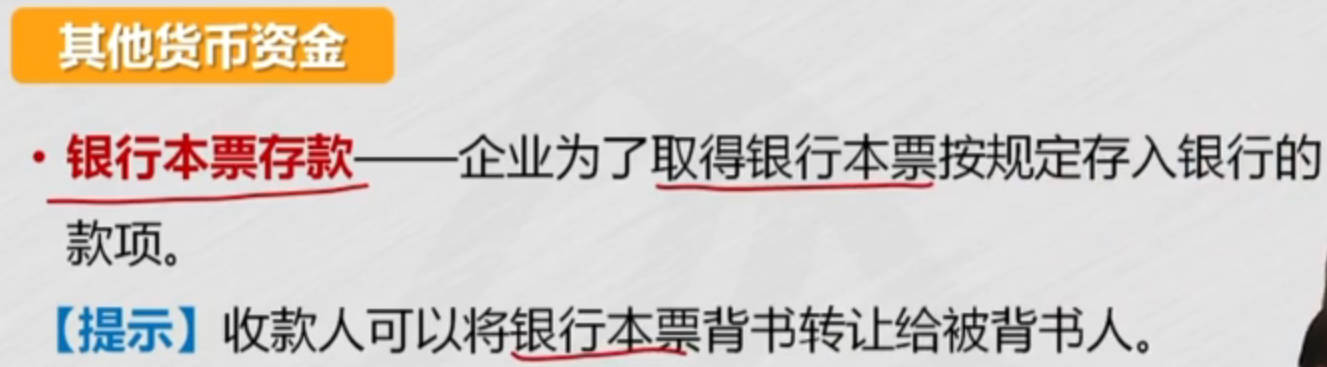 其他货币资金
• 银行本票存款——企业为了取得银行本票按规定存入银行的
款项。
【提示】收款人可以将银行本票背书转让给被背书人。